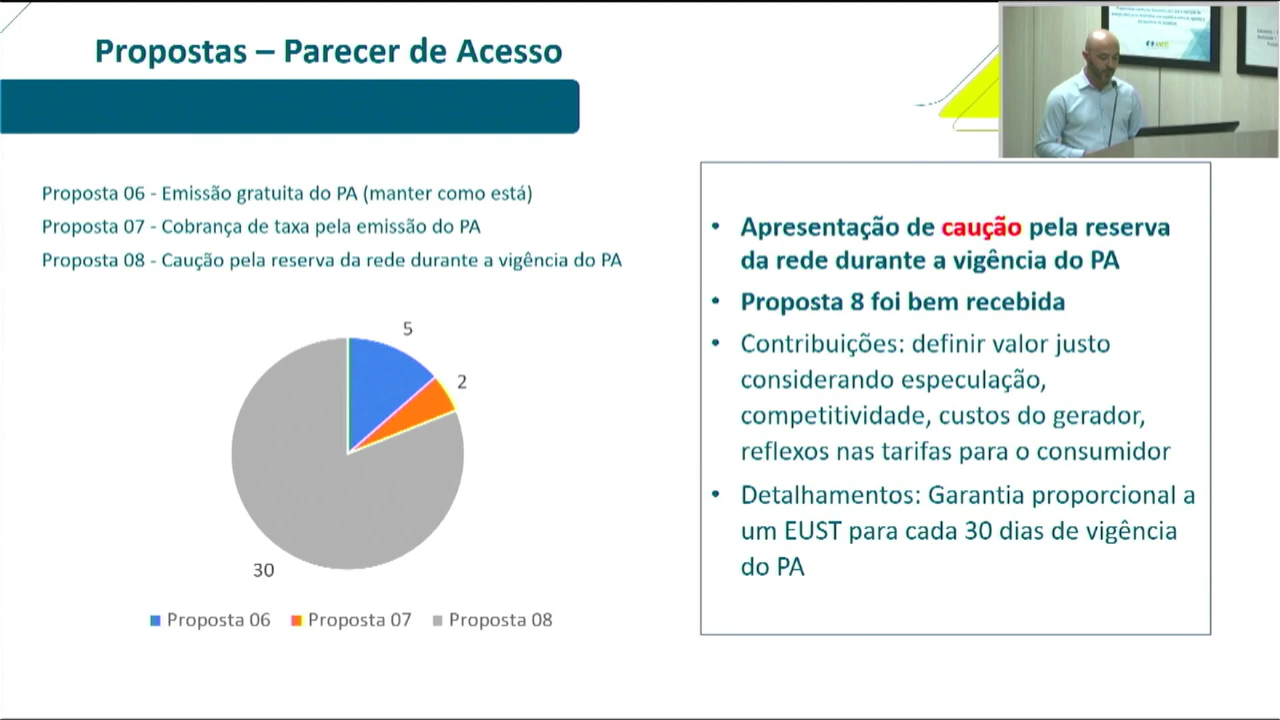 Propostas – Parecer de Acesso
Proposta 06 - Emissão gratuita do PA (manter como está)
Proposta 07 - Cobrança de taxa pela emissão do PA
Proposta 08 - Caução pela reserva da rede durante a vigência do PA
5
2
30
Proposta 06
Proposta 07
Proposta 08
• Apresentação de caução pela reserva
da rede durante a vigência do PA
• Proposta 8 foi bem recebida
• Contribuições: definir valor justo
considerando especulação,
competitividade, custos do gerador,
reflexos nas tarifas para o consumidor
• Detalhamentos: Garantia proporcional a
um EUST para cada 30 dias de vigência
do PA